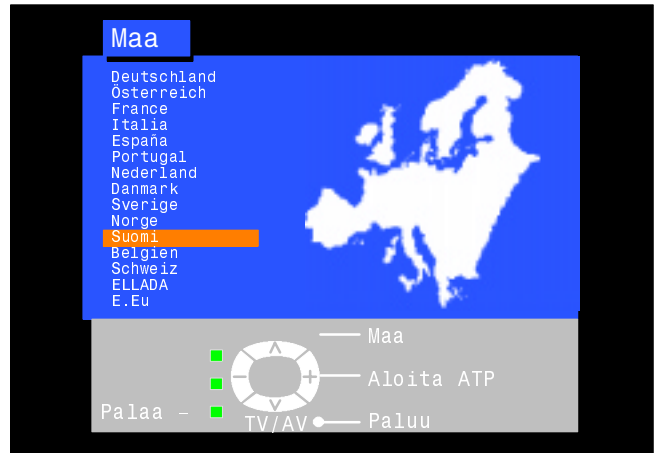 Maa
Deutschland
Österreich
France
Italia
España
Portugal
Nederland
Danmark
Sverige
Norge
Suomi
Belgien
Schweiz
ELLADA
E.Eu
Maa
Aloita ATP
Palaa –
TV/AV
Paluu